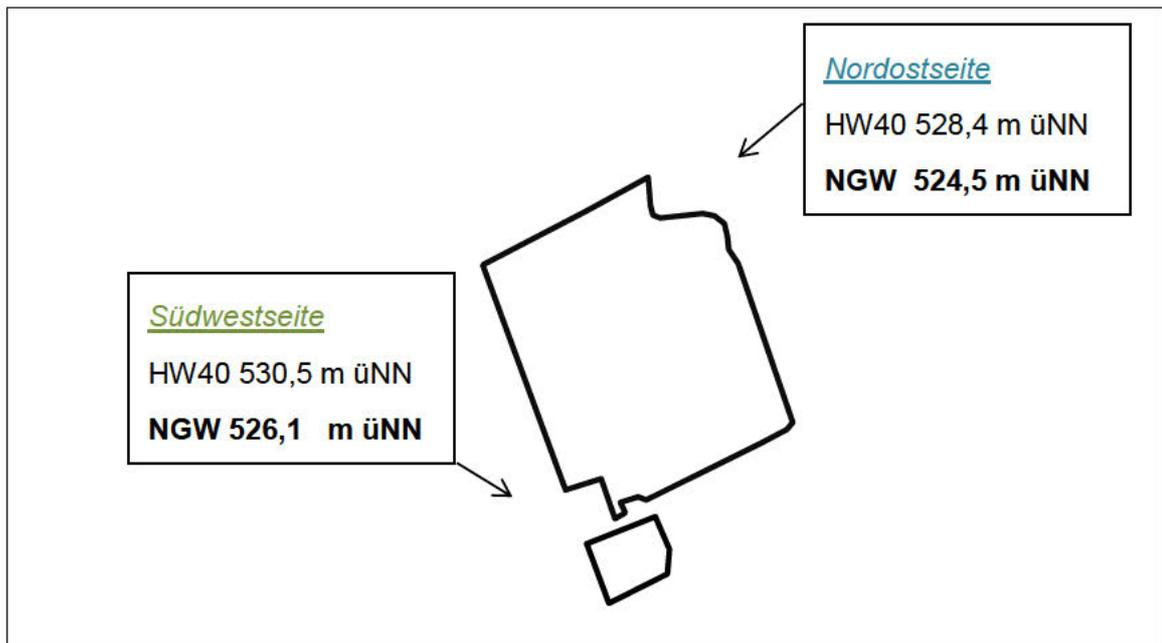 Nordostseite
HW40 528,4 m üNN
NGW 524,5 m üNN
Südwestseite
HW40 530,5 m üNN
NGW 526,1 m üNN